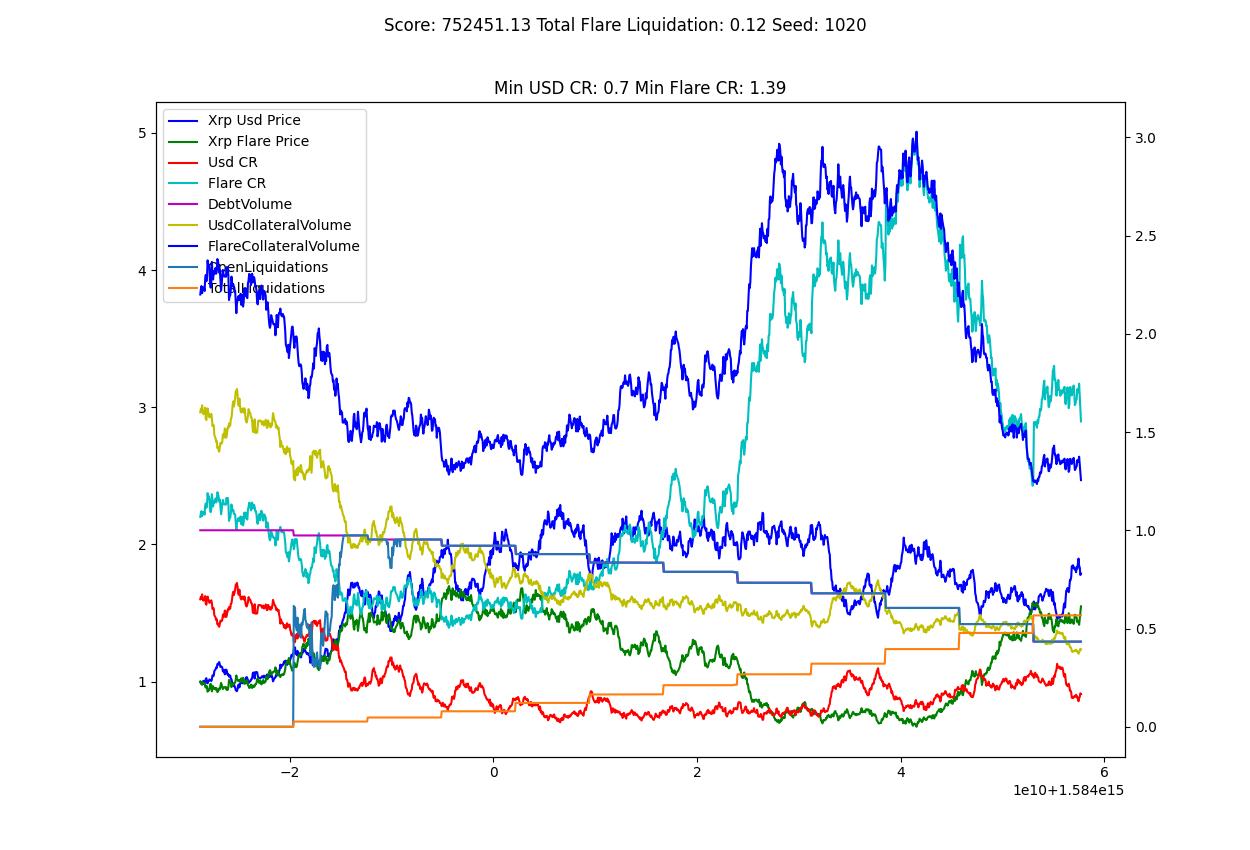 Score: 752451.13 Total Flare Liquidation: 0.12 Seed: 1020
Min USD CR: 0.7 Min Flare CR: 1.39
Xrp Usd Price
Xrp Flare Price
Usd CR
Flare CR
DebtVolume
UsdCollateralVolume
FlareCollateralVolume
OpenLiquidations
TotalLiquidations
5
4
3
2
1
3.0
2.5
2.0
1.5
1.0
0.5
0.0
−2
0
2
4
6
1e10+1.584e15